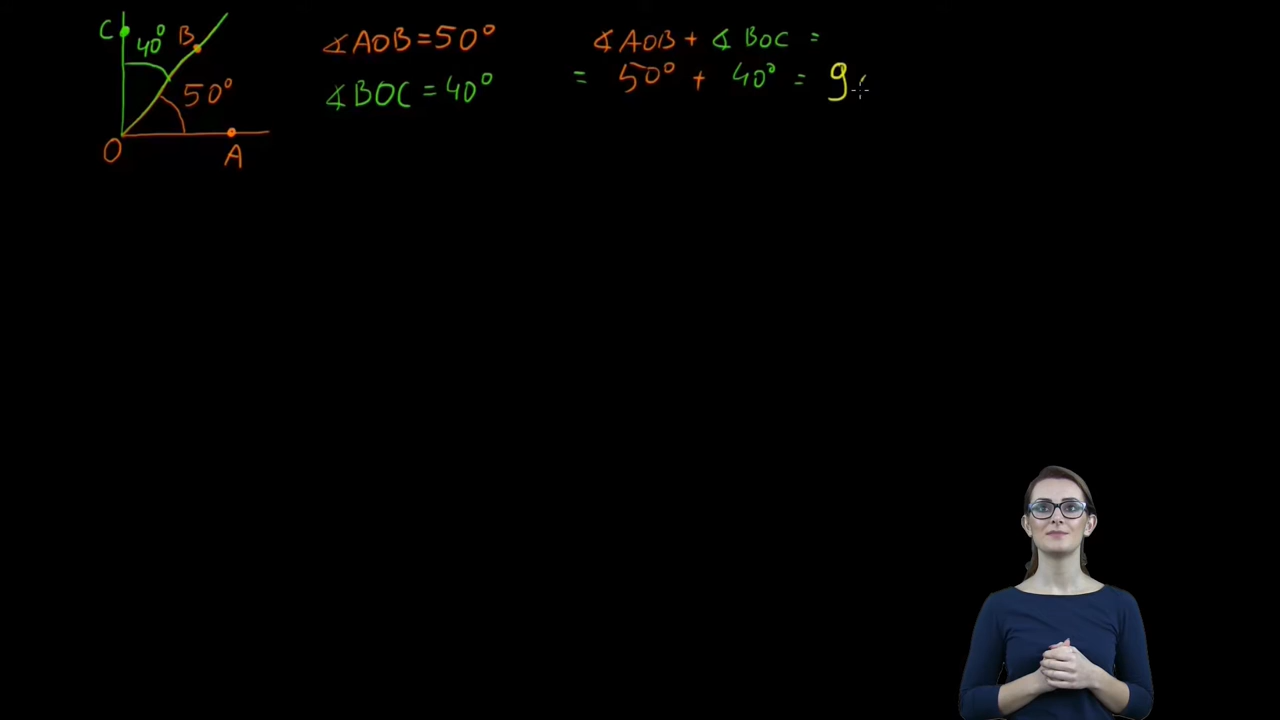 C 40° B
50°
O A
∡AOB=50°
∡BOC=40°
∡AOB + ∡BOC =
= 50° + 40° = 9